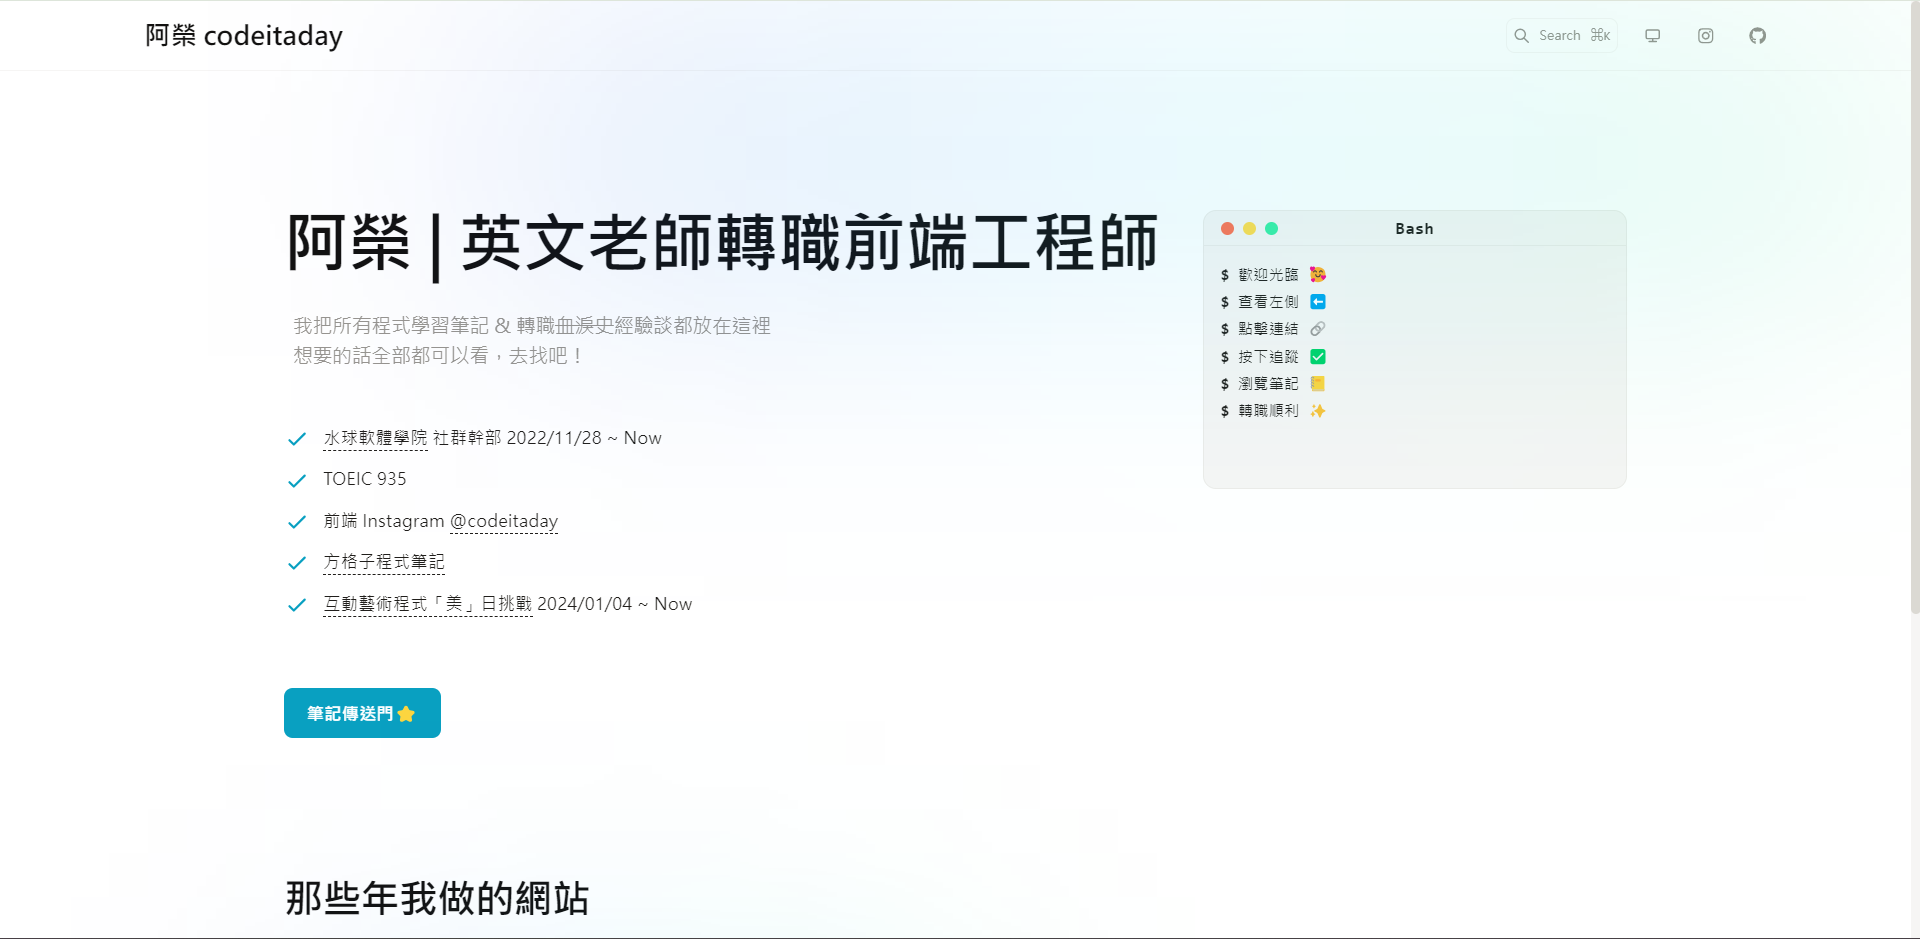 阿榮 codeitaday
Search ⌘K
阿榮 | 英文老師轉職前端工程師
我把所有程式學習筆記 & 轉職血淚史經驗談都放在這裡
想要的話全部都可以看，去找吧！
水球軟體學院 社群幹部 2022/11/28 ~ Now
TOEIC 935
前端 Instagram @codeitaday
方格子程式筆記
互動藝術程式「美」日挑戰 2024/01/04 ~ Now
筆記傳送門⭐
Bash
$ 歡迎光臨 🥰
$ 查看左側 ⬅️
$ 點擊連結 🔗
$ 按下追蹤 ✅
$ 瀏覽筆記 📒
$ 轉職順利 ✨
那些年我做的網站